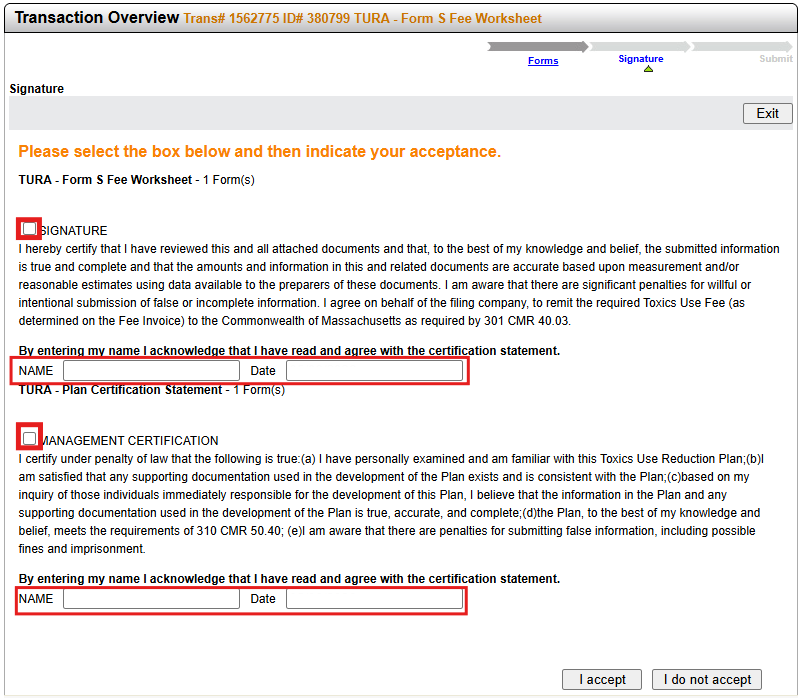 Transaction Overview Trans# 1562775 ID# 380799 TURA - Form S Fee Worksheet
Forms
Signature
Submit
Signature
Exit
Please select the box below and then indicate your acceptance.
TURA - Form S Fee Worksheet - 1 Form(s)
SIGNATURE
I hereby certify that I have reviewed this and all attached documents and that, to the best of my knowledge and belief, the submitted information
is true and complete and that the amounts and information in this and related documents are accurate based upon measurement and/or
reasonable estimates using data available to the preparers of these documents. I am aware that there are significant penalties for willful or
intentional submission of false or incomplete information. I agree on behalf of the filing company, to remit the required Toxics Use Fee (as
determined on the Fee Invoice) to the Commonwealth of Massachusetts as required by 301 CMR 40.03.
By entering my name I acknowledge that I have read and agree with the certification statement.
NAME Date
TURA - Plan Certification Statement - 1 Form(s)
MANAGEMENT CERTIFICATION
I certify under penalty of law that the following is true:(a) I have personally examined and am familiar with this Toxics Use Reduction Plan;(b)I
am satisfied that any supporting documentation used in the development of the Plan exists and is consistent with the Plan;(c)based on my
inquiry of those individuals immediately responsible for the development of this Plan, I believe that the information in the Plan and any
supporting documentation used in the development of the Plan is true, accurate, and complete;(d)the Plan, to the best of my knowledge and
belief, meets the requirements of 310 CMR 50.40; (e)I am aware that there are penalties for submitting false information, including possible
fines and imprisonment.
By entering my name I acknowledge that I have read and agree with the certification statement.
NAME Date
I accept
I do not accept